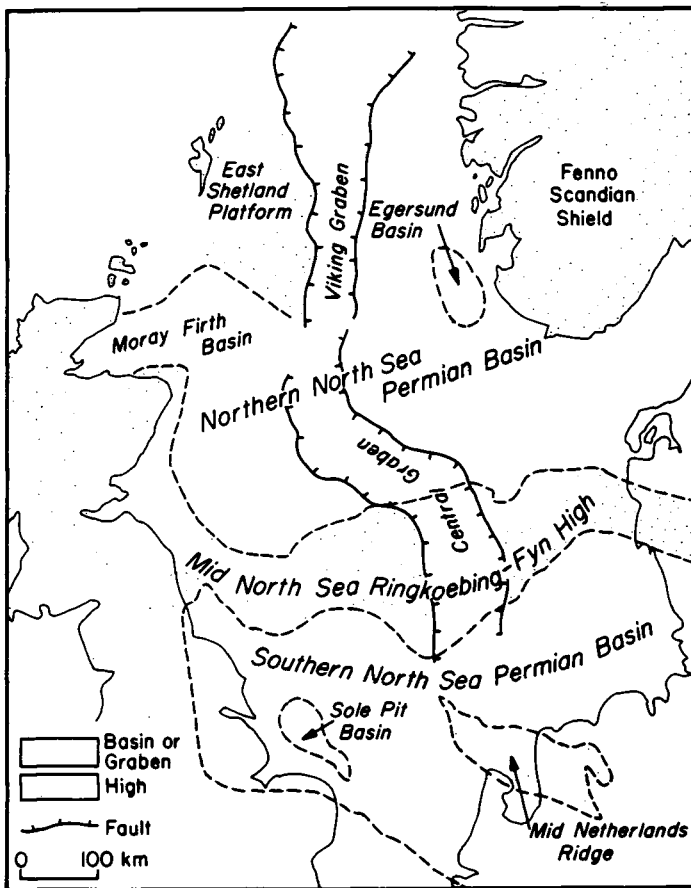 East
Shetland
Platform
Viking Graben
Egersund
Basin
Fenno
Scandian
Shield
Moray Firth
Basin
Northern North Sea
Permian Basin
Central
Graben
Mid North Sea Ringkoebing-Fyn High
Southern North Sea Permian Basin
Sole Pit
Basin
Basin or
Graben
High
Fault
0 100 km
Mid Netherlands
Ridge